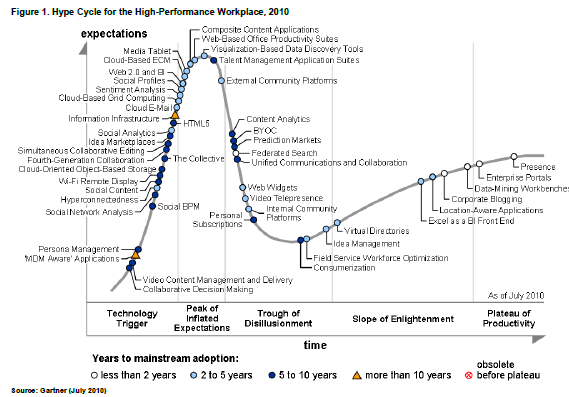 Figure 1. Hype Cycle for the High-Performance Workplace, 2010
expectations
Composite Content Applications
Web-Based Office Productivity Suites
Visualization-Based Data Discovery Tools
Talent Management Application Suites
Media Tablet
Cloud-Based ECM
Web 2.0 and BI
Social Profiles
Sentiment Analysis
Cloud-Based Grid Computing
Cloud E-Mail
Information Infrastructure
HTML5
Social Analytics
Idea Marketplaces
Simultaneous Collaborative Editing
Fourth-Generation Collaboration
The Collective
Cloud-Oriented Object-Based Storage
Wi-Fi Remote Display
Social Content
Hyperconnectedness
Social Network Analysis
Social BPM
Persona Management
'MDM Aware' Applications
Video Content Management and Delivery
Collaborative Decision Making
External Community Platforms
Content Analytics
BYOC
Prediction Markets
Federated Search
Unified Communications and Collaboration
Web Widgets
Video Telepresence
Internal Community
Platforms
Personal
Subscriptions
Virtual Directories
Idea Management
Field Service Workforce Optimization
Consumerization
Presence
Enterprise Portals
Data-Mining Workbenches
Corporate Blogging
Location-Aware Applications
Excel as a BI Front End
As of July 2010
Technology
Trigger
Peak of
Inflated
Expectations
Trough of
Disillusionment
Slope of Enlightenment
Plateau of
Productivity
time
Years to mainstream adoption:
less than 2 years
2 to 5 years
5 to 10 years
more than 10 years
obsolete
before plateau
Source: Gartner (July 2010)